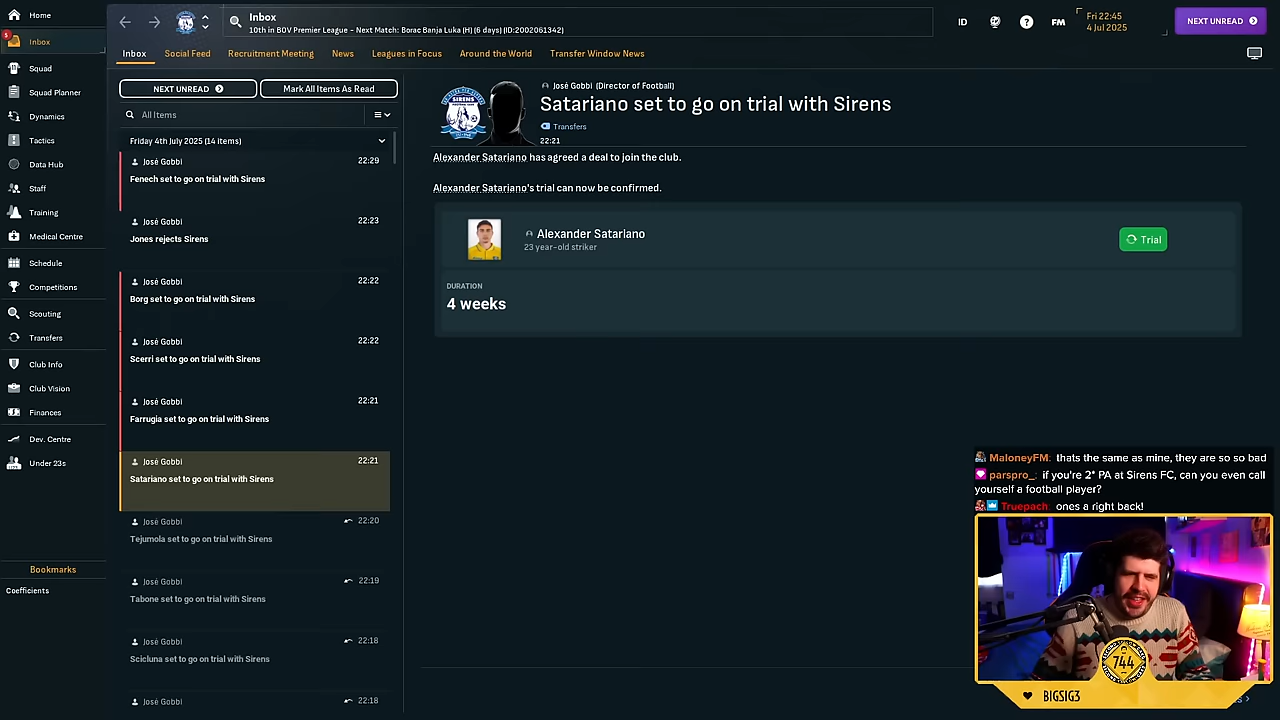 Home
Inbox
Squad
Squad Planner
Dynamics
Tactics
Data Hub
Staff
Training
Medical Centre
Schedule
Competitions
Scouting
Transfers
Club Info
Club Vision
Finances
Dev. Centre
Under 23s
Bookmarks
Coefficients
Inbox
10th in BOV Premier League - Next Match: Borac Banja Luka (H) (6 days) (ID:2002061342)
ID
FM
Fri 22:45
4 Jul 2025
NEXT UNREAD
Inbox
Social Feed
Recruitment Meeting
News
Leagues in Focus
Around the World
Transfer Window News
NEXT UNREAD
Mark All Items As Read
All Items
Friday 4th July 2025 (14 items)
José Gobbi 22:29
Fenech set to go on trial with Sirens
José Gobbi 22:23
Jones rejects Sirens
José Gobbi 22:22
Borg set to go on trial with Sirens
José Gobbi 22:22
Scerri set to go on trial with Sirens
José Gobbi 22:21
Farrugia set to go on trial with Sirens
José Gobbi 22:21
Satariano set to go on trial with Sirens
José Gobbi 22:20
Tejumola set to go on trial with Sirens
José Gobbi 22:19
Tabone set to go on trial with Sirens
José Gobbi 22:18
Scicluna set to go on trial with Sirens
José Gobbi 22:18
SIRENS
José Gobbi (Director of Football)
Satariano set to go on trial with Sirens
Transfers
22:21
Alexander Satariano has agreed a deal to join the club.
Alexander Satariano's trial can now be confirmed.
Alexander Satariano
23 year-old striker
Trial
DURATION
4 weeks
MaloneyFM: thats the same as mine, they are so so bad
parspro_: if you're 2* PA at Sirens FC, can you even call
yourself a football player?
Truepach: ones a right back!
744
BIGSIG3